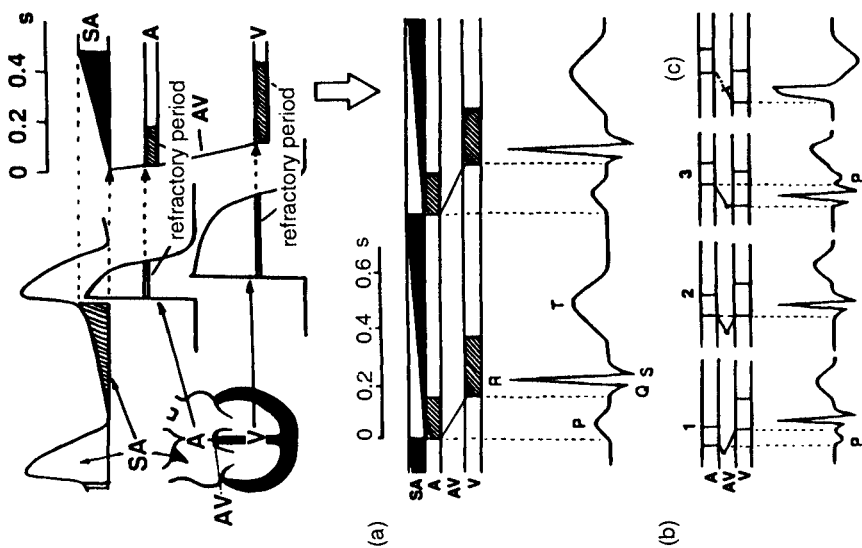 0 0.2 0.4 s
SA
SA
A
refractory period
A
AV
AV
V
refractory period
V
(a)
0 0.2 0.4 0.6 s
SA
A
AV
V
R
P
T
Q S
(b)
1 2 3 (c)
A
AV
V
P P